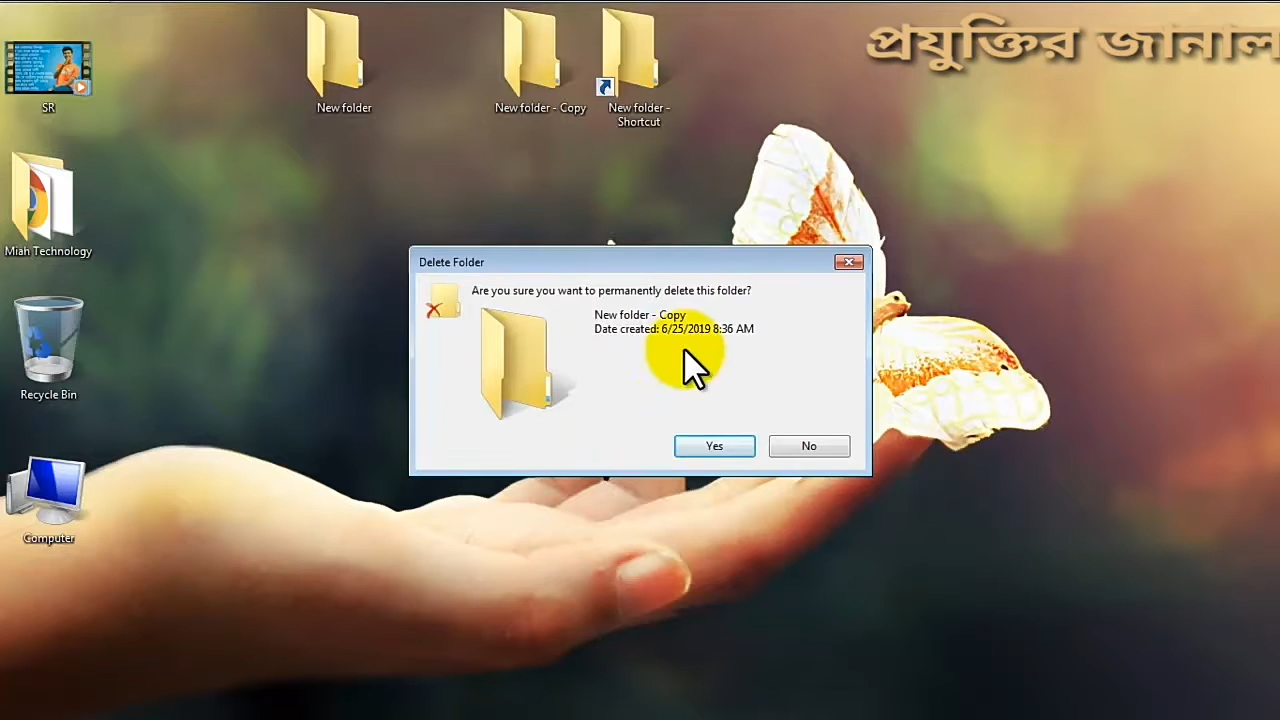 প্রযুক্তির জানাল
SR
New folder
New folder - Copy
New folder -
Shortcut
Miah Technology
Recycle Bin
Computer
Delete Folder
Are you sure you want to permanently delete this folder?
New folder - Copy
Date created: 6/25/2019 8:36 AM
Yes
No